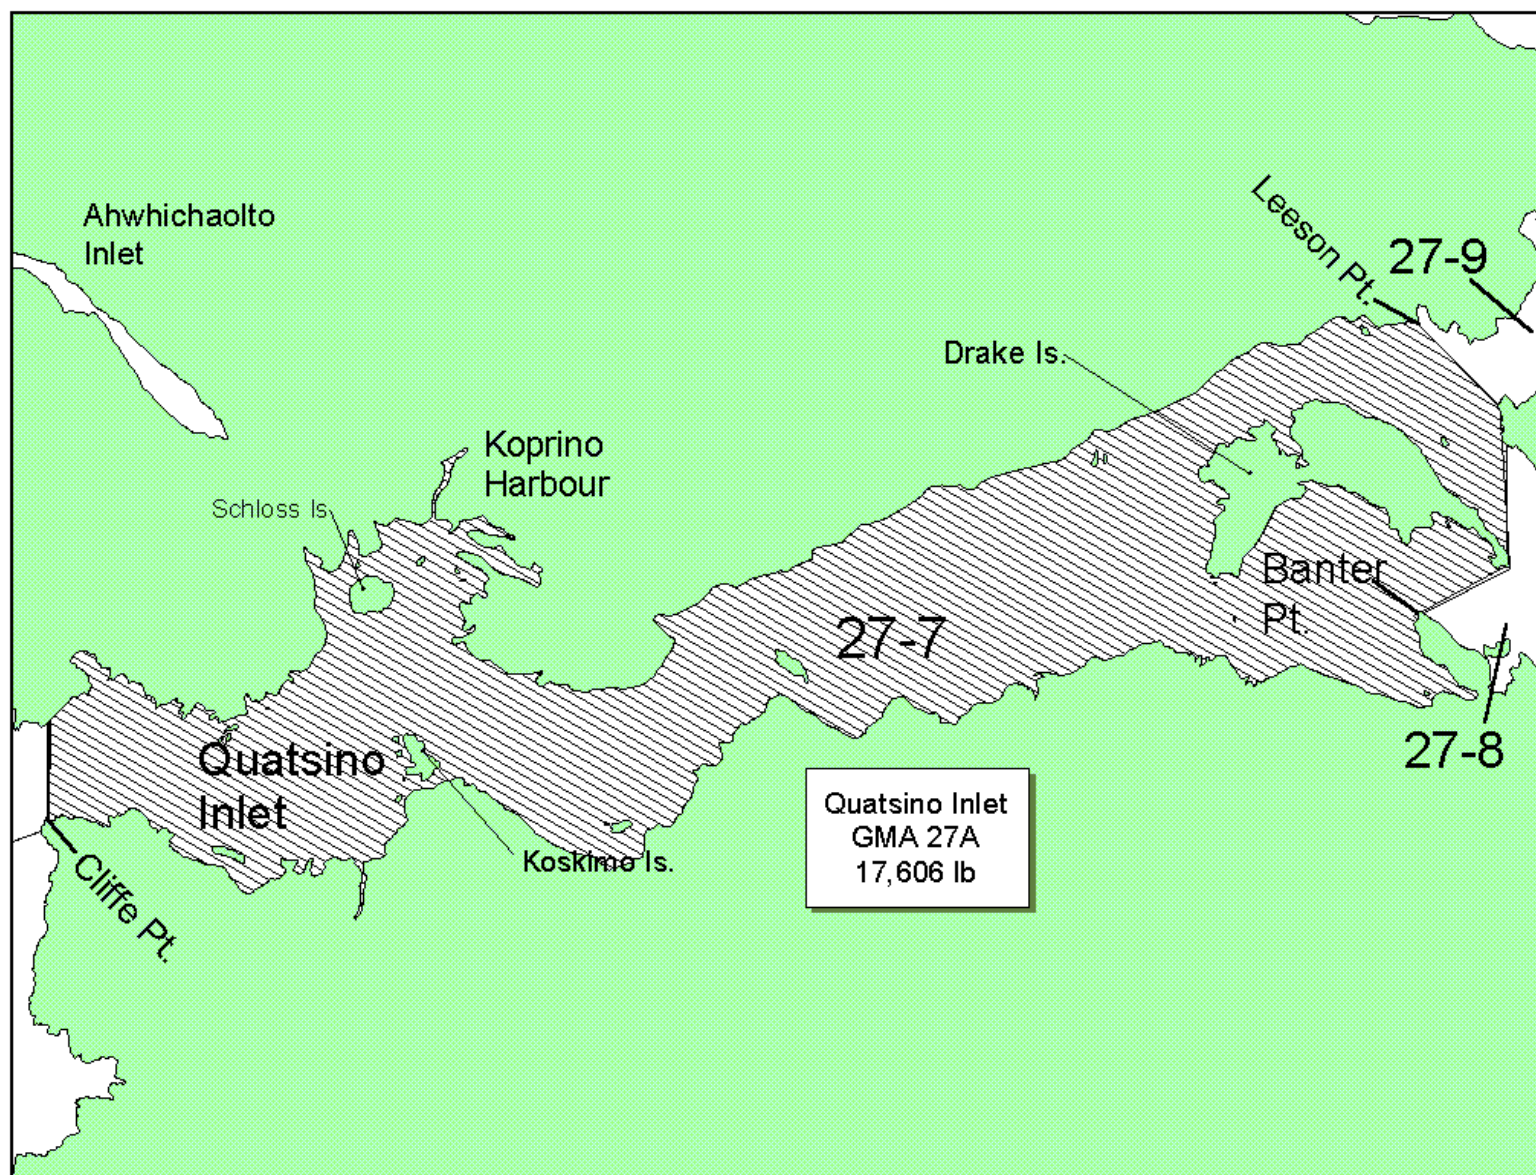 Ahwhichaolto
Inlet
Leeson Pt.
27-9
Drake Is.
Koprino
Harbour
Schloss Is
Banter
Pt.
27-7
Quatsino
Inlet
27-8
Quatsino Inlet
GMA 27A
17,606 lb
Koskimo Is.
Cliffe Pt.